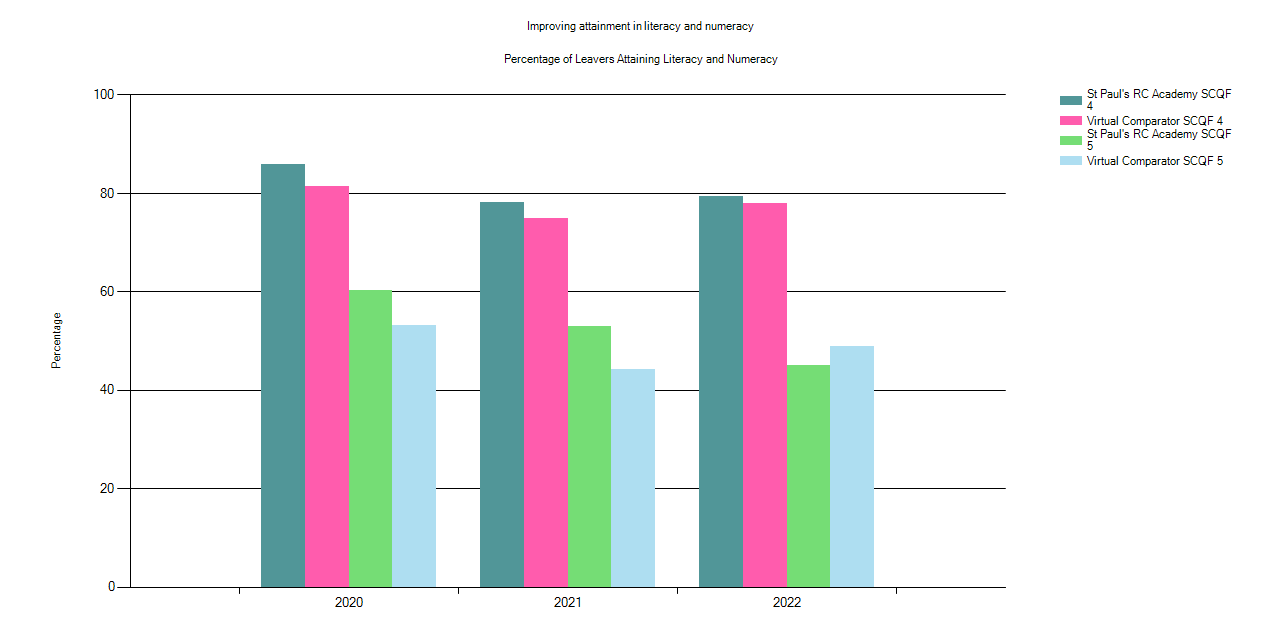 Improving attainment in literacy and numeracy
Percentage of Leavers Attaining Literacy and Numeracy
100
80
60
40
20
0
Percentage
2020
2021
2022
St Paul's RC Academy SCQF
4
Virtual Comparator SCQF 4
St Paul's RC Academy SCQF
5
Virtual Comparator SCQF 5